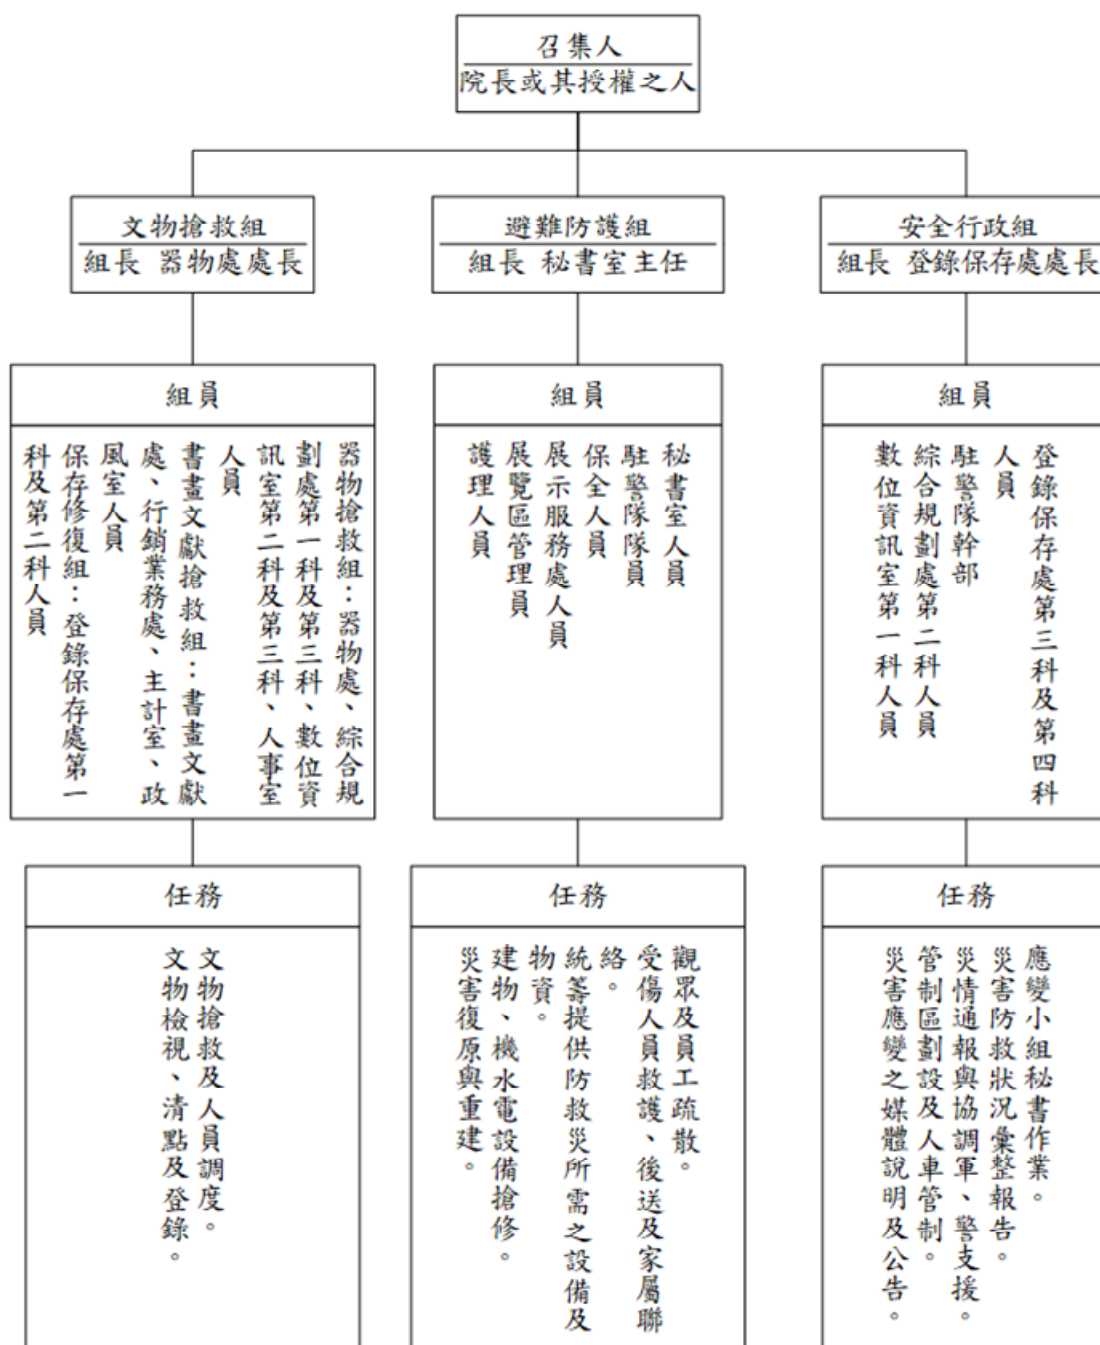 召集人
院長或其授權之人
文物搶救組
組長 器物處處長
避難防護組
組長 秘書室主任
安全行政組
組長 登錄保存處處長
組員
器物搶救組：器物處、綜合規
劃處第一科及第三科、數位資
訊室第二科及第三科、人事室
人員
書畫文獻搶救組：書畫文獻
處、行銷業務處、主計室、政
風室人員
保存修復組：登錄保存處第一
科及第二科人員
組員
秘書室人員
駐警隊隊員
保全人員
展示服務處人員
展覽區管理員
護理人員
組員
登錄保存處第三科及第四科
人員
駐警隊幹部
綜合規劃處第二科人員
數位資訊室第一科人員
任務
文物搶救及人員調度。
文物檢視、清點及登錄。
任務
觀眾及員工疏散。
受傷人員救護、後送及家屬聯
絡。
統籌提供防救災所需之設備及
物資。
建物、機水電設備搶修。
災害復原與重建。
任務
應變小組秘書作業。
災害防救狀況彙整報告。
災情通報與協調軍、警支援。
管制區劃設及人車管制。
災害應變之媒體說明及公告。